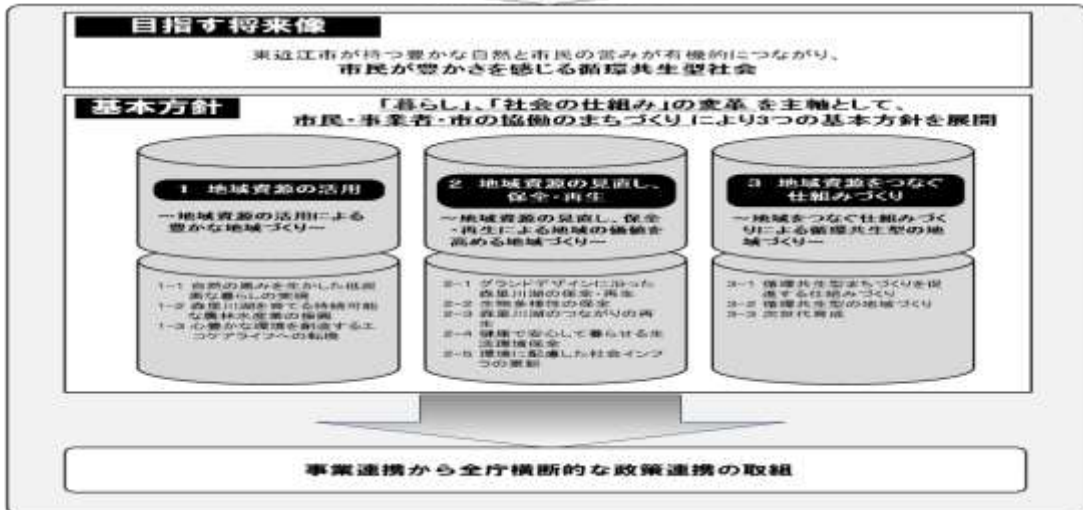 目指す将来像
東近江市が持つ豊かな自然と市民の営みが有機的につながり、
市民が豊かさを感じる循環共生型社会
基本方針
「暮らし」、「社会の仕組み」の変革 を主軸として、
市民・事業者・市の協働のまちづくり により3つの基本方針を展開
1 地域資源の活用
～地域資源の活用による
豊かな地域づくり～
1-1 自然の恵みを生かした低炭
素な暮らしの実現
1-2 森里川湖を育てる持続可能
な農林水産業の振興
1-3 心豊かな環境を創造するエ
コケアライフへの転換
2 地域資源の見直し、
保全・再生
～地域資源の見直し、保全
・再生による地域の価値を
高める地域づくり～
2-1 グランドデザインに沿った
森里川湖の保全・再生
2-2 生物多様性の保全
2-3 森里川湖のつながりの再
生
2-4 健康で安心して暮らせる生
活環境保全
2-5 環境に配慮した社会インフ
ラの更新
3 地域資源をつなぐ
仕組みづくり
～地域をつなぐ仕組みづく
りによる循環共生型の地
域づくり～
3-1 循環共生型まちづくりを促
進する仕組みづくり
3-2 循環共生型の地域づくり
3-3 次世代育成
事業連携から全庁横断的な政策連携の取組